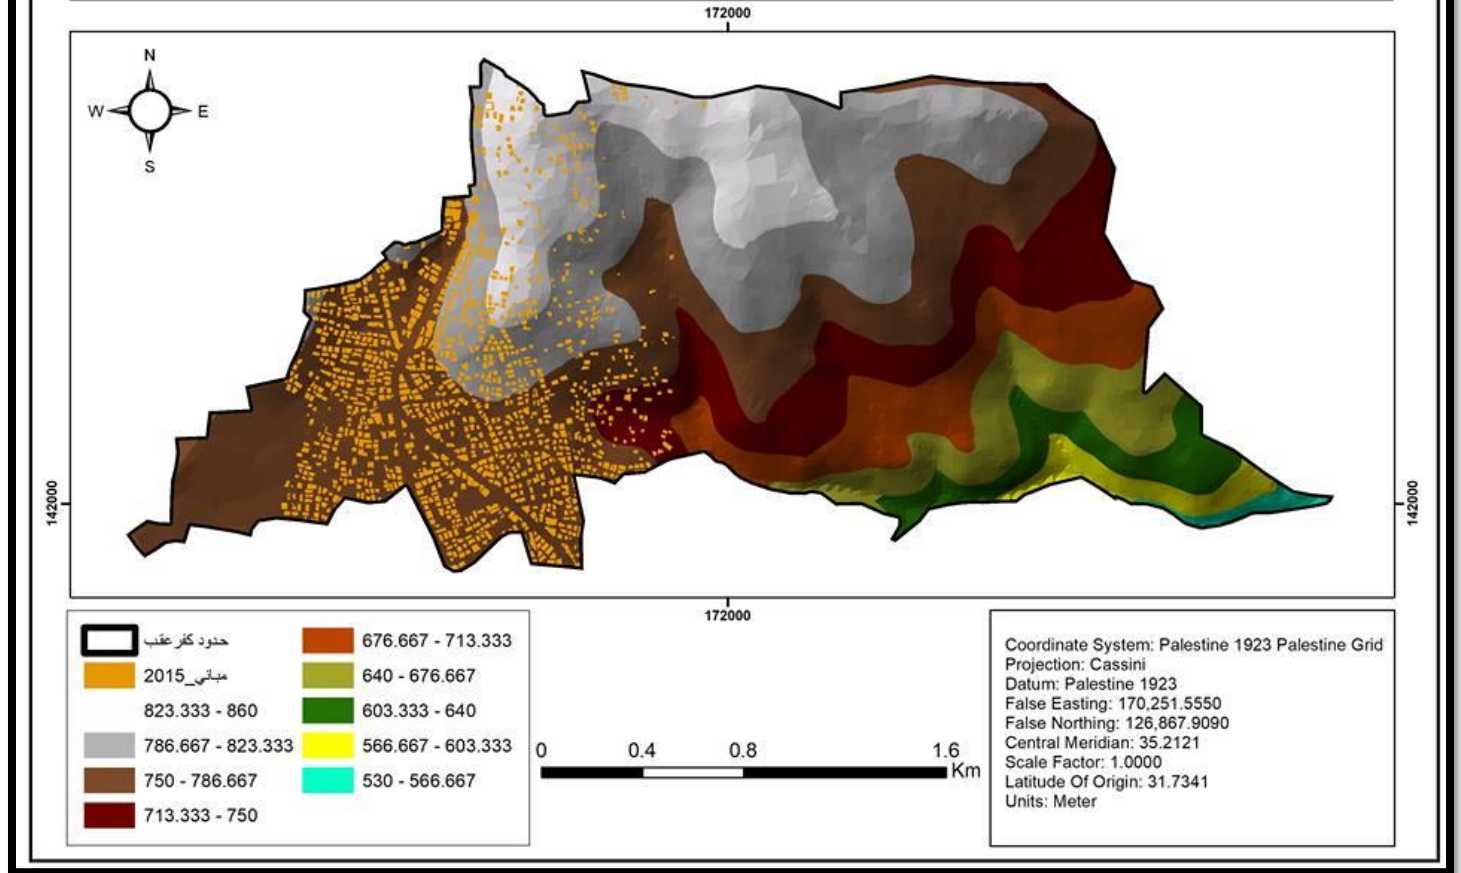 172000
N
W E
S
142000
142000
172000
حدود كفرعقب
مباني_2015
823.333 - 860
786.667 - 823.333
750 - 786.667
713.333 - 750
676.667 - 713.333
640 - 676.667
603.333 - 640
566.667 - 603.333
530 - 566.667
0 0.4 0.8 1.6
Km
Coordinate System: Palestine 1923 Palestine Grid
Projection: Cassini
Datum: Palestine 1923
False Easting: 170,251.5550
False Northing: 126,867.9090
Central Meridian: 35.2121
Scale Factor: 1.0000
Latitude Of Origin: 31.7341
Units: Meter